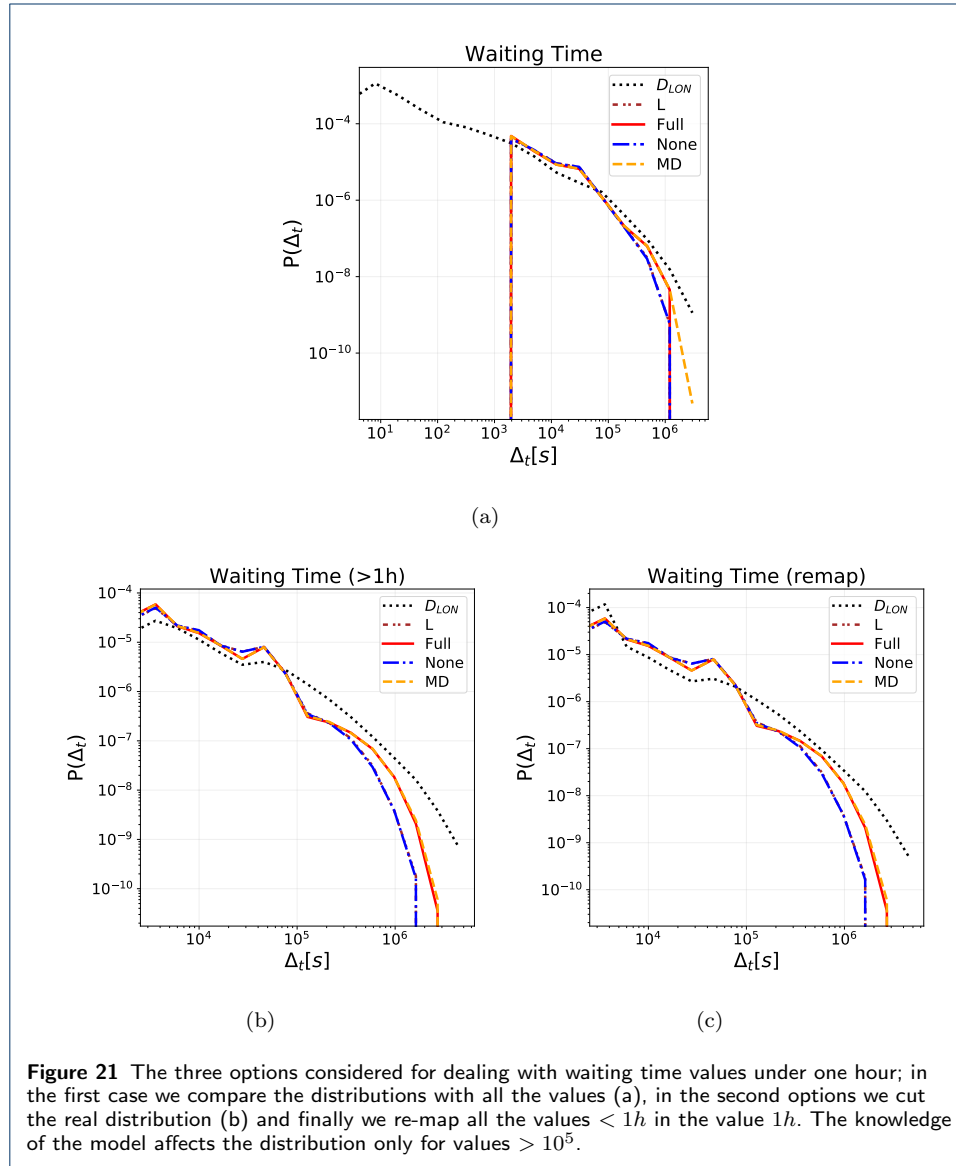 Waiting Time
D_LON
L
Full
None
MD
10^-4
10^-6
10^-8
10^-10
P(Δ_t)
10^1 10^2 10^3 10^4 10^5 10^6
Δ_t[s]
(a)
Waiting Time (>1h)
D_LON
L
Full
None
MD
10^-4
10^-5
10^-6
10^-7
10^-8
10^-9
10^-10
P(Δ_t)
10^4 10^5 10^6
Δ_t[s]
(b)
Waiting Time (remap)
D_LON
L
Full
None
MD
10^-4
10^-5
10^-6
10^-7
10^-8
10^-9
10^-10
P(Δ_t)
10^4 10^5 10^6
Δ_t[s]
(c)
Figure 21 The three options considered for dealing with waiting time values under one hour; in
the first case we compare the distributions with all the values (a), in the second options we cut
the real distribution (b) and finally we re-map all the values < 1h in the value 1h. The knowledge
of the model affects the distribution only for values > 10^5.